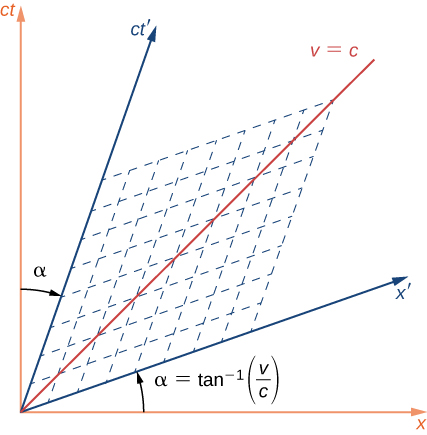 ct
ct′
v = c
α
x′
α = tan⁻¹(v/c)
x